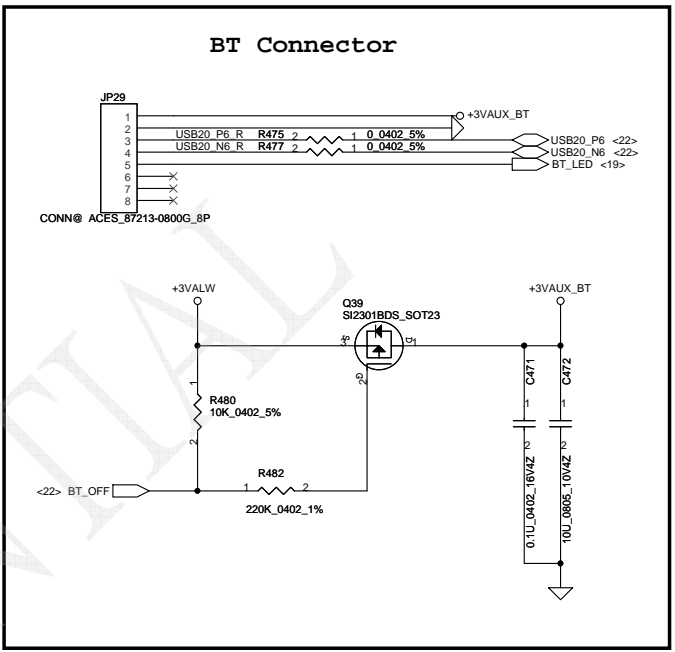 BT Connector
JP29
1
2
3
4
5
6
7
8
+3VAUX_BT
USB20_P6_R R475 2 1 0_0402_5% USB20_P6 <22>
USB20_N6_R R477 2 1 0_0402_5% USB20_N6 <22>
BT_LED <19>
CONN@ ACES_87213-0800G_8P
+3VALW
Q39
SI2301BDS_SOT23
+3VAUX_BT
S
3
D
1
G
2
R480
10K_0402_5%
1
2
C471
1
2
0.1U_0402_16V4Z
C472
1
2
10U_0805_10V4Z
<22> BT_OFF
R482
1 2
220K_0402_1%
NTIAL